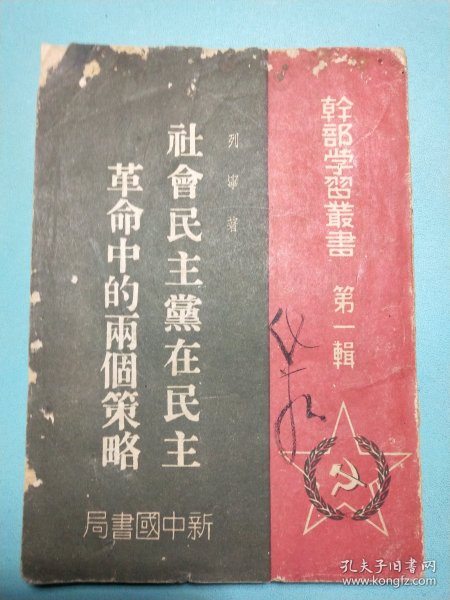 幹部學習叢書 第一輯
列寧著
社會民主黨在民主
革命中的兩個策略
新中國書局
孔夫子旧书网
www.kongfz.com